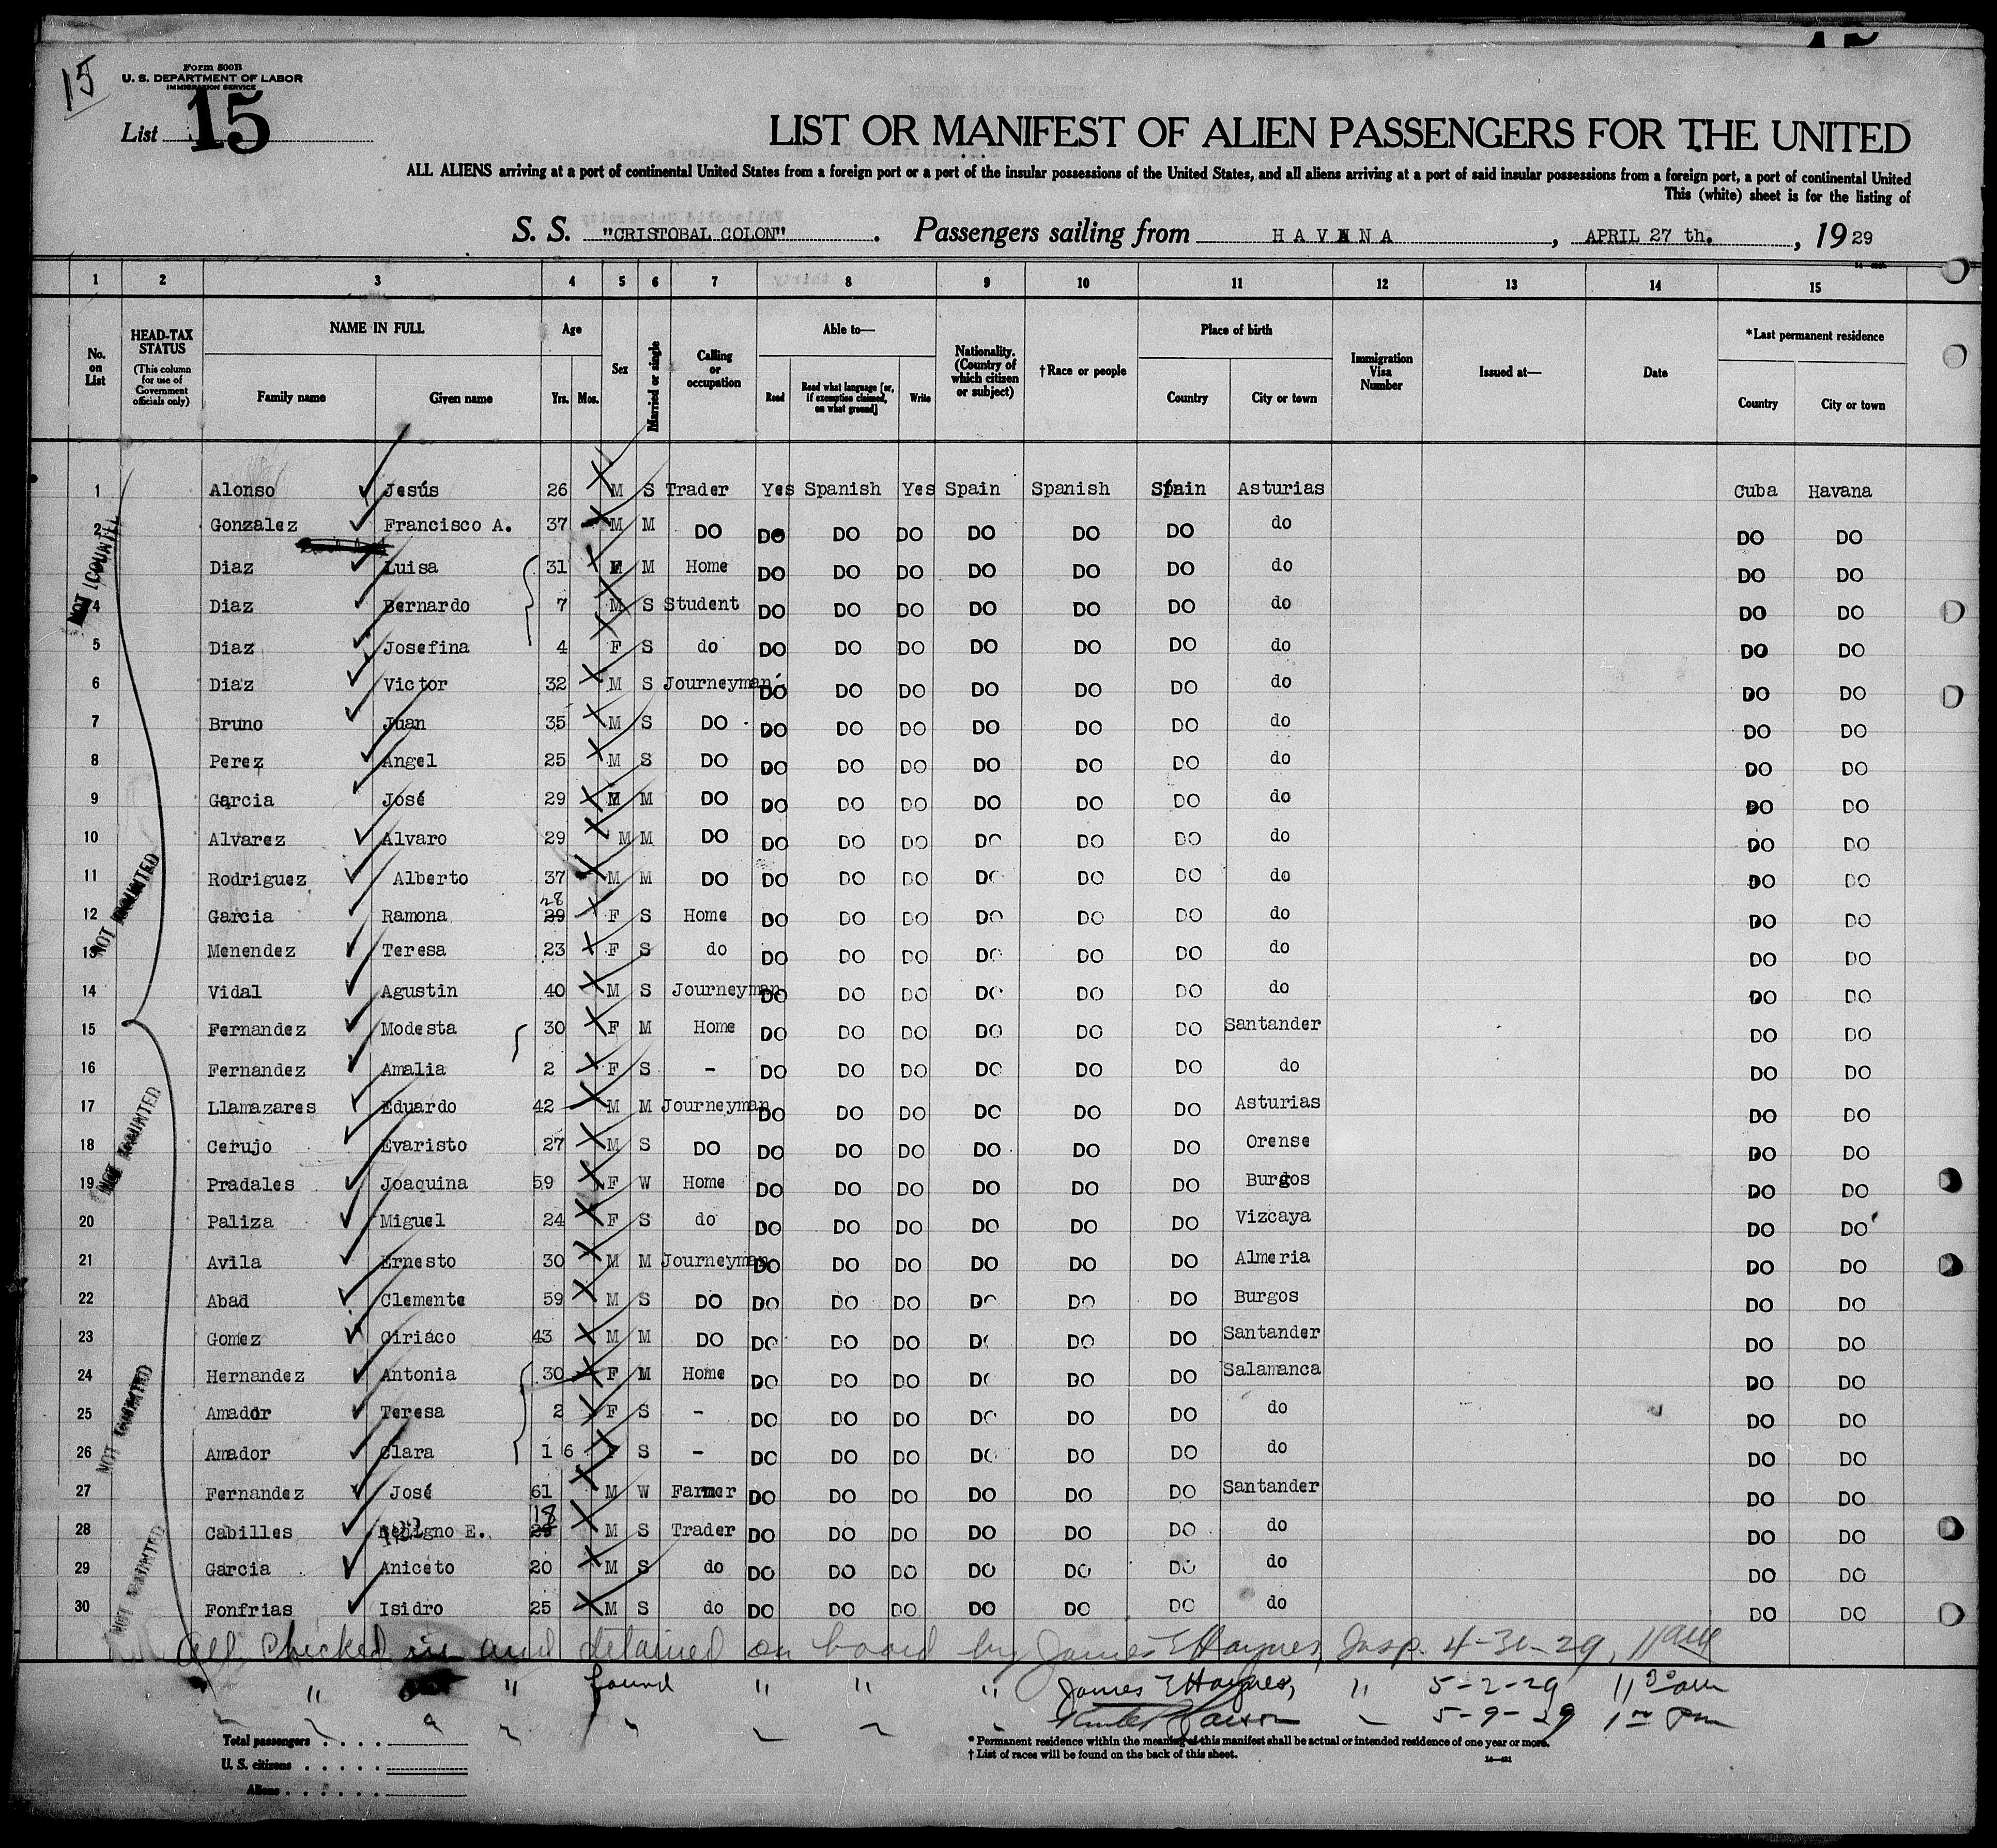 15
Form 500B
U. S. DEPARTMENT OF LABOR
IMMIGRATION SERVICE
List 15
LIST OR MANIFEST OF ALIEN PASSENGERS FOR THE UNITED
ALL ALIENS arriving at a port of continental United States from a foreign port or a port of the insular possessions of the United States, and all aliens arriving at a port of said insular possessions from a foreign port, a port of continental United
This (white) sheet is for the listing of
S. S. "CRISTOBAL COLON" . Passengers sailing from HAVANA , APRIL 27 th. , 1929
1 2 3 4 5 6 7 8 9 10 11 12 13 14 15
No. on List HEAD-TAX STATUS (This column for use of Government officials only) NAME IN FULL Family name Given name Age Yrs. Mos. Sex Married or single Calling or occupation Able to— Read Read what language [or, if exemption claimed, on what ground] Write Nationality. (Country of which citizen or subject) †Race or people Place of birth Country City or town Immigration Visa Number Issued at— Date *Last permanent residence Country City or town
1 Alonso Jesús 26 M S Trader Yes Spanish Yes Spain Spanish Spain Asturias Cuba Havana
2 Gonzalez Francisco A. 37 M M DO DO DO DO DO DO DO do DO DO
3 Diaz Luisa 31 F M Home DO DO DO DO DO DO do DO DO
4 Diaz Bernardo 7 M S Student DO DO DO DO DO DO do DO DO
5 Diaz Josefina 4 F S do DO DO DO DO DO DO do DO DO
6 Diaz Victor 32 M S Journeyman DO DO DO DO DO DO do DO DO
7 Bruno Juan 35 M S DO DO DO DO DO DO DO do DO DO
8 Perez Angel 25 M S DO DO DO DO DO DO DO do DO DO
9 Garcia José 29 M M DO DO DO DO DO DO DO do DO DO
10 Alvarez Alvaro 29 M M DO DO DO DO DO DO DO do DO DO
11 Rodriguez Alberto 37 M M DO DO DO DO DO DO DO do DO DO
12 Garcia Ramona 29 28 F S Home DO DO DO DO DO DO do DO DO
13 Menendez Teresa 23 F S do DO DO DO DO DO DO do DO DO
14 Vidal Agustin 40 M S Journeyman DO DO DO DO DO DO do DO DO
15 Fernandez Modesta 30 F M Home DO DO DO DO DO DO Santander DO DO
16 Fernandez Amalia 2 F S - DO DO DO DO DO DO do DO DO
17 Llamazares Eduardo 42 M M Journeyman DO DO DO DO DO DO Asturias DO DO
18 Cerujo Evaristo 27 M S DO DO DO DO DO DO DO Orense DO DO
19 Pradales Joaquina 59 F W Home DO DO DO DO DO DO Burgos DO DO
20 Paliza Miguel 24 F S do DO DO DO DO DO DO Vizcaya DO DO
21 Avila Ernesto 30 M M Journeyman DO DO DO DO DO DO Almeria DO DO
22 Abad Clemente 59 M S DO DO DO DO DO DO DO Burgos DO DO
23 Gomez Ciriaco 43 M M DO DO DO DO DO DO DO Santander DO DO
24 Hernandez Antonia 30 F M Home DO DO DO DO DO DO Salamanca DO DO
25 Amador Teresa 2 F S - DO DO DO DO DO DO do DO DO
26 Amador Clara 1 6 F S - DO DO DO DO DO DO do DO DO
27 Fernandez José 61 M W Farmer DO DO DO DO DO DO Santander DO DO
28 Cabilles Benigno E. 18 M S Trader DO DO DO DO DO DO do DO DO
29 Garcia Aniceto 20 M S do DO DO DO DO DO DO do DO DO
30 Fonfrias Isidro 25 M S do DO DO DO DO DO DO do DO DO
All checked in and detained on board by James E Haynes, Insp. 4-30-29, 11 am
" " found " " " James E Haynes, " 5-2-29 11 30 am
5-9-29 1 00 Pm
Total passengers
U. S. citizens
Aliens
* Permanent residence within the meaning of this manifest shall be actual or intended residence of one year or more.
† List of races will be found on the back of this sheet.